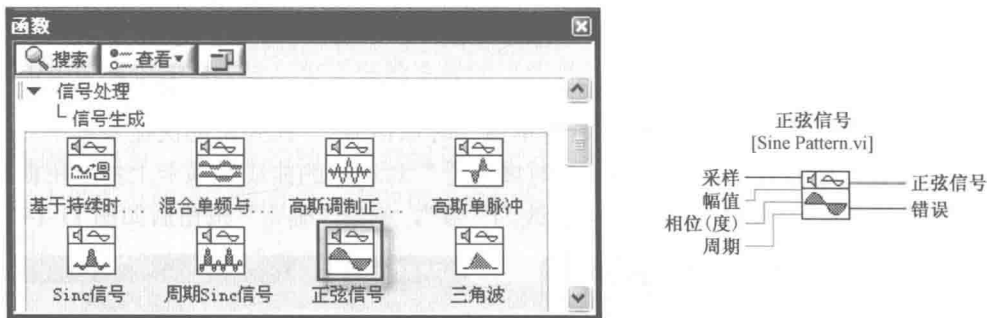 函数
搜索 查看
信号处理
信号生成
基于持续时... 混合单频与... 高斯调制正... 高斯单脉冲
Sinc信号 周期Sinc信号 正弦信号 三角波
正弦信号
[Sine Pattern.vi]
采样
幅值
相位(度)
周期
正弦信号
错误